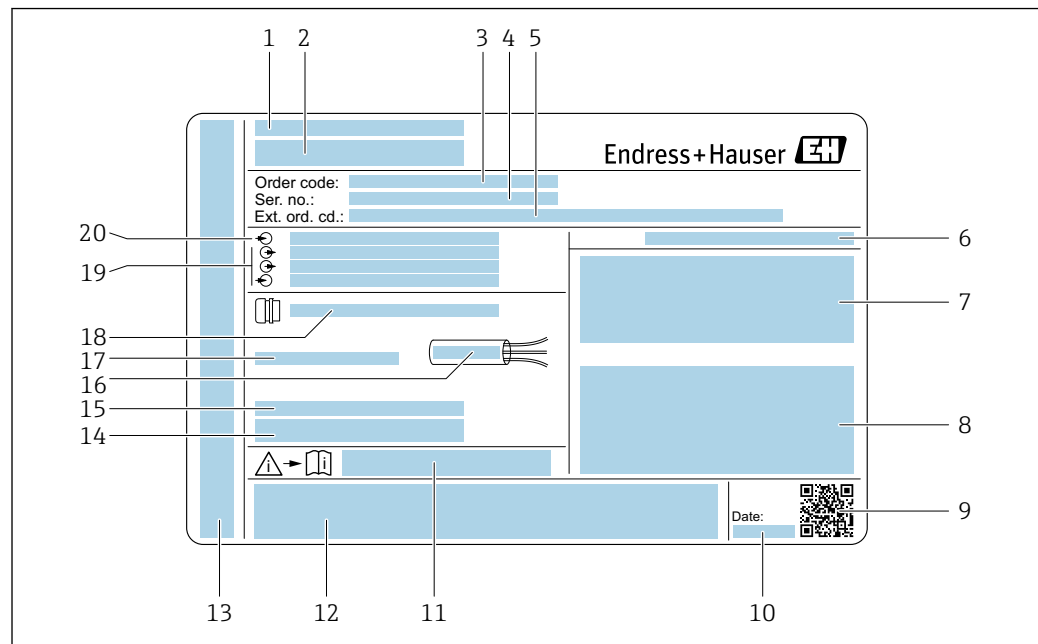 1 2 3 4 5
Endress+Hauser EH
Order code:
Ser. no.:
Ext. ord. cd.:
20
6
19
7
18
17
16
15
14
8
i i
Date:
9
13 12 11 10